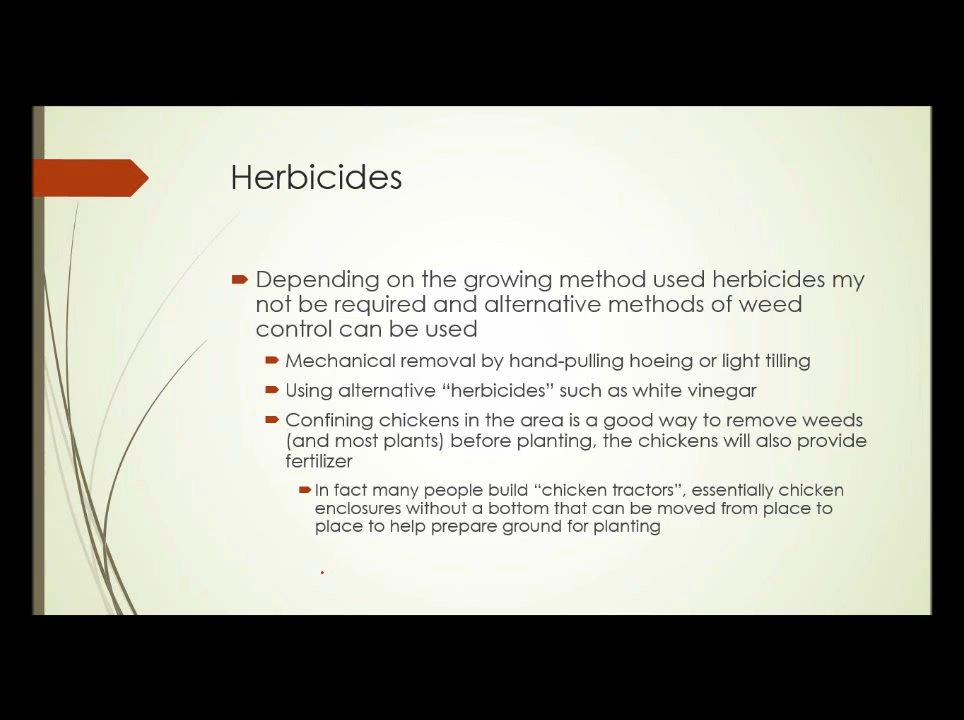 Herbicides
Depending on the growing method used herbicides my
not be required and alternative methods of weed
control can be used
Mechanical removal by hand-pulling hoeing or light tilling
Using alternative “herbicides” such as white vinegar
Confining chickens in the area is a good way to remove weeds
(and most plants) before planting, the chickens will also provide
fertilizer
In fact many people build “chicken tractors”, essentially chicken
enclosures without a bottom that can be moved from place to
place to help prepare ground for planting